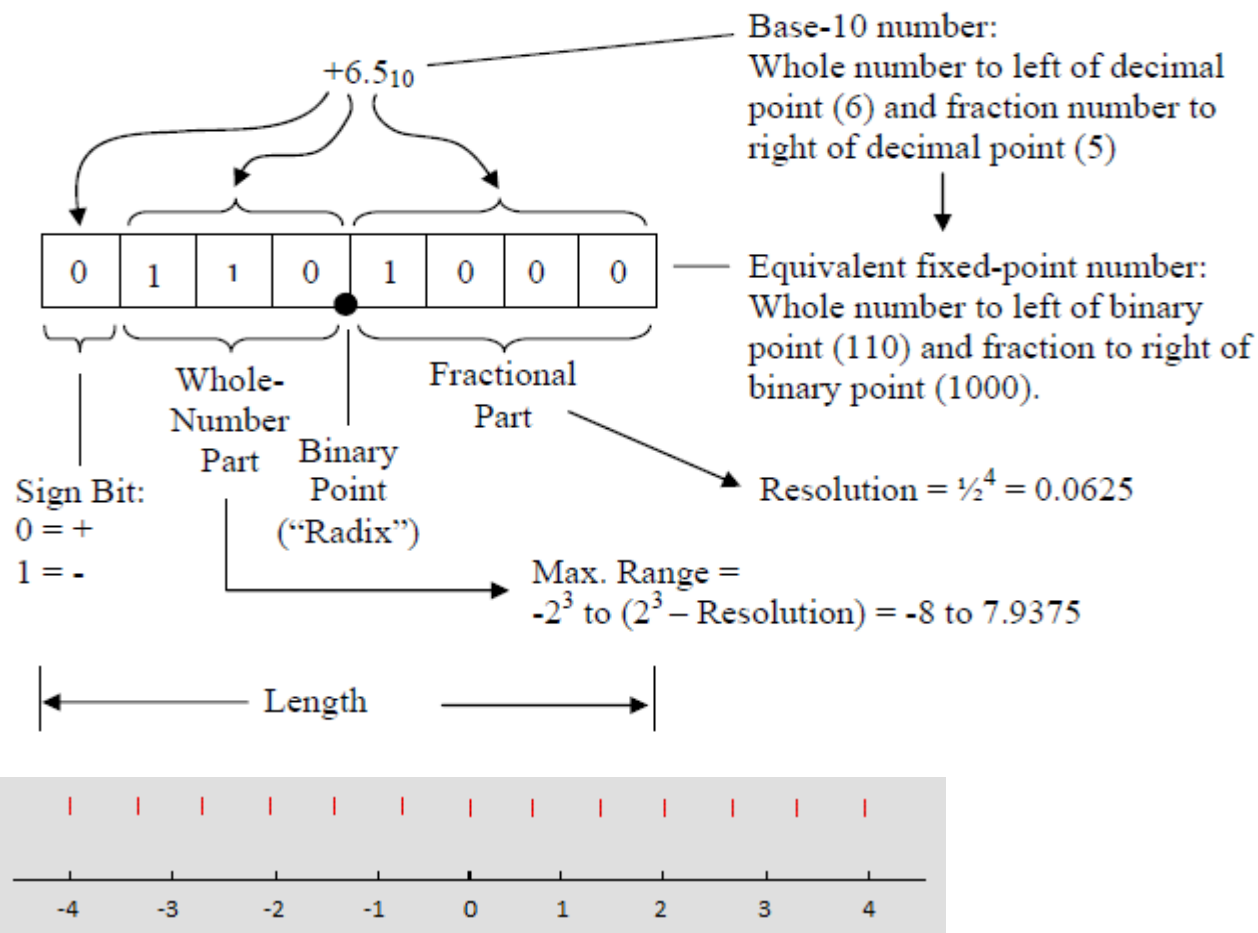 +6.5₁₀
Base-10 number:
Whole number to left of decimal
point (6) and fraction number to
right of decimal point (5)
0 1 1 0 1 0 0 0
Equivalent fixed-point number:
Whole number to left of binary
point (110) and fraction to right of
binary point (1000).
Whole-
Number
Part
Fractional
Part
Binary
Point
(“Radix”)
Sign Bit:
0 = +
1 = -
Resolution = ½⁴ = 0.0625
Max. Range =
-2³ to (2³ – Resolution) = -8 to 7.9375
Length
-4 -3 -2 -1 0 1 2 3 4